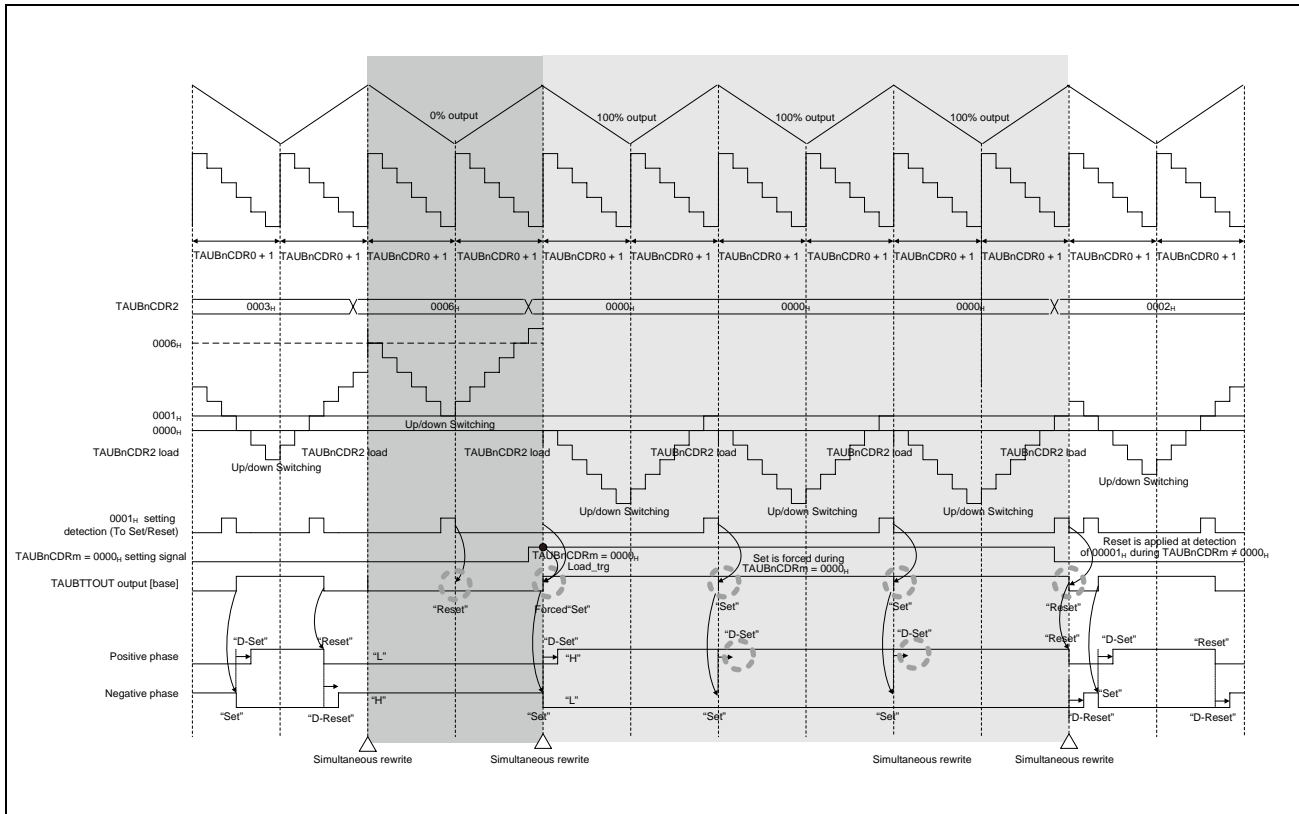 0% output
100% output
100% output
100% output
TAUBnCDR0 + 1
TAUBnCDR0 + 1
TAUBnCDR0 + 1
TAUBnCDR0 + 1
TAUBnCDR0 + 1
TAUBnCDR0 + 1
TAUBnCDR0 + 1
TAUBnCDR0 + 1
TAUBnCDR0 + 1
TAUBnCDR0 + 1
TAUBnCDR0 + 1
TAUBnCDR0 + 1
TAUBnCDR2
0003H
0006H
0000H
0000H
0000H
0002H
0006H
0001H
0000H
Up/down Switching
TAUBnCDR2 load
TAUBnCDR2 load
TAUBnCDR2 load
TAUBnCDR2 load
TAUBnCDR2 load
TAUBnCDR2 load
Up/down Switching
Up/down Switching
Up/down Switching
Up/down Switching
Up/down Switching
0001H setting
detection (To Set/Reset)
TAUBnCDRm = 0000H setting signal
TAUBnCDRm = 0000H
Load_trg
Set is forced during
TAUBnCDRm = 0000H
Reset is applied at detection
of 00001H during TAUBnCDRm ≠ 0000H
TAUBTTOUT output [base]
“Reset”
Forced“Set”
“Set”
“Set”
“Reset”
“D-Set”
“Reset”
“D-Set”
“D-Set”
“D-Set”
“Reset”
“D-Set”
“Reset”
Positive phase
“L”
“H”
Negative phase
“H”
“L”
“Set”
“Set”
“D-Reset”
“Set”
“Set”
“Set”
“D-Reset”
“D-Reset”
Simultaneous rewrite
Simultaneous rewrite
Simultaneous rewrite
Simultaneous rewrite